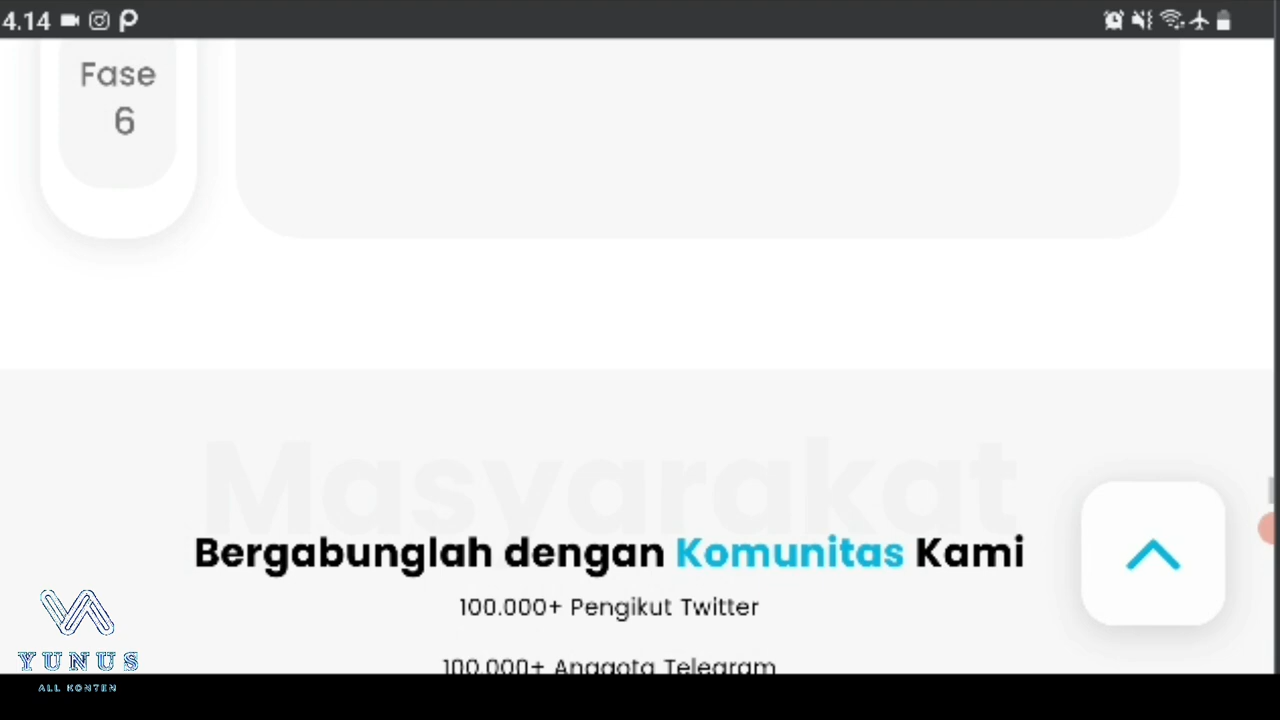 4.14
Fase
6
Masyarakat
Bergabunglah dengan Komunitas Kami
100.000+ Pengikut Twitter
100.000+ Anggota Telegram
YUNUS
ALL KONTEN